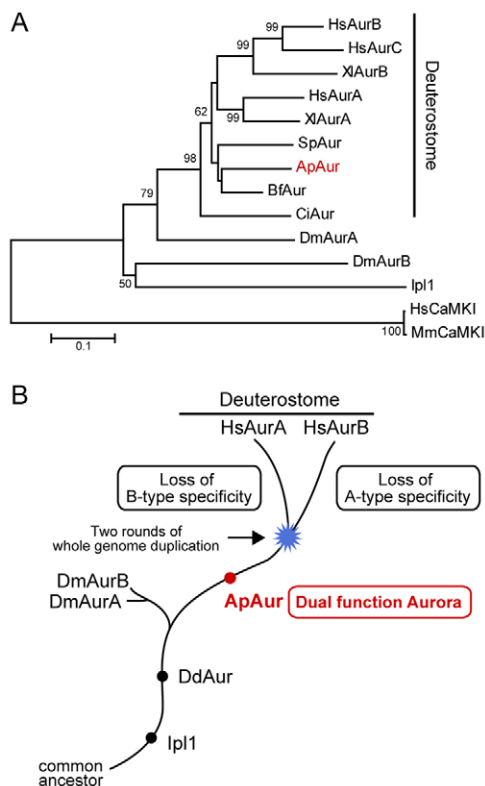 A
HsAurB
99
HsAurC
99
XlAurB
HsAurA
62
99
XlAurA
SpAur
98
ApAur
BfAur
79
CiAur
DmAurA
DmAurB
50
Ipl1
HsCaMKI
100
MmCaMKI
0.1
Deuterostome
B
Deuterostome
HsAurA HsAurB
Loss of
B-type specificity
Loss of
A-type specificity
Two rounds of
whole genome duplication
DmAurB
DmAurA
ApAur
Dual function Aurora
DdAur
Ipl1
common
ancestor